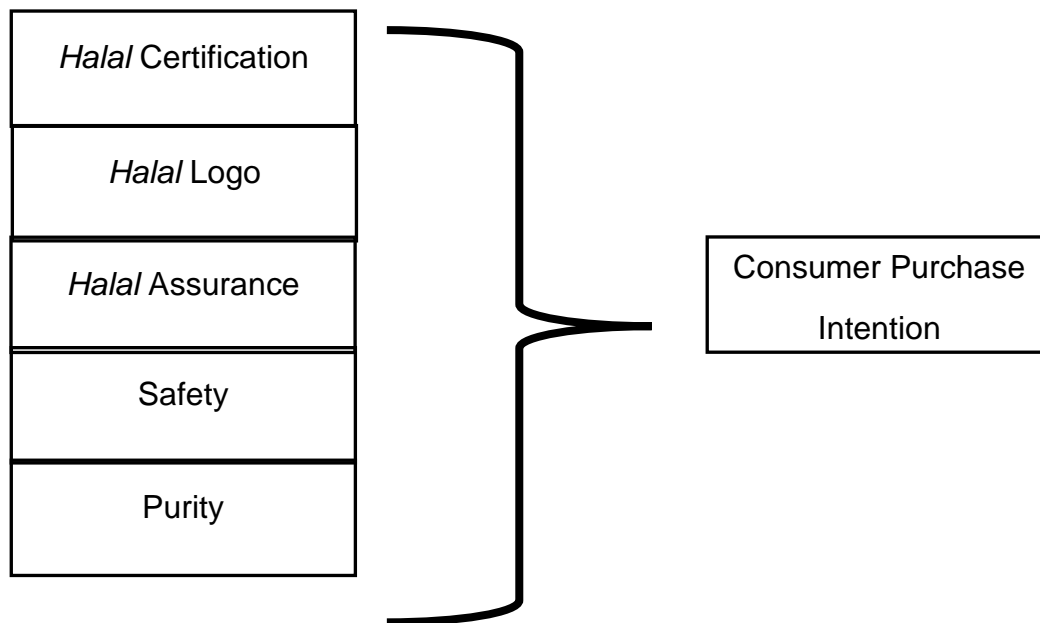 Halal Certification
Halal Logo
Halal Assurance
Safety
Purity
Consumer Purchase
Intention